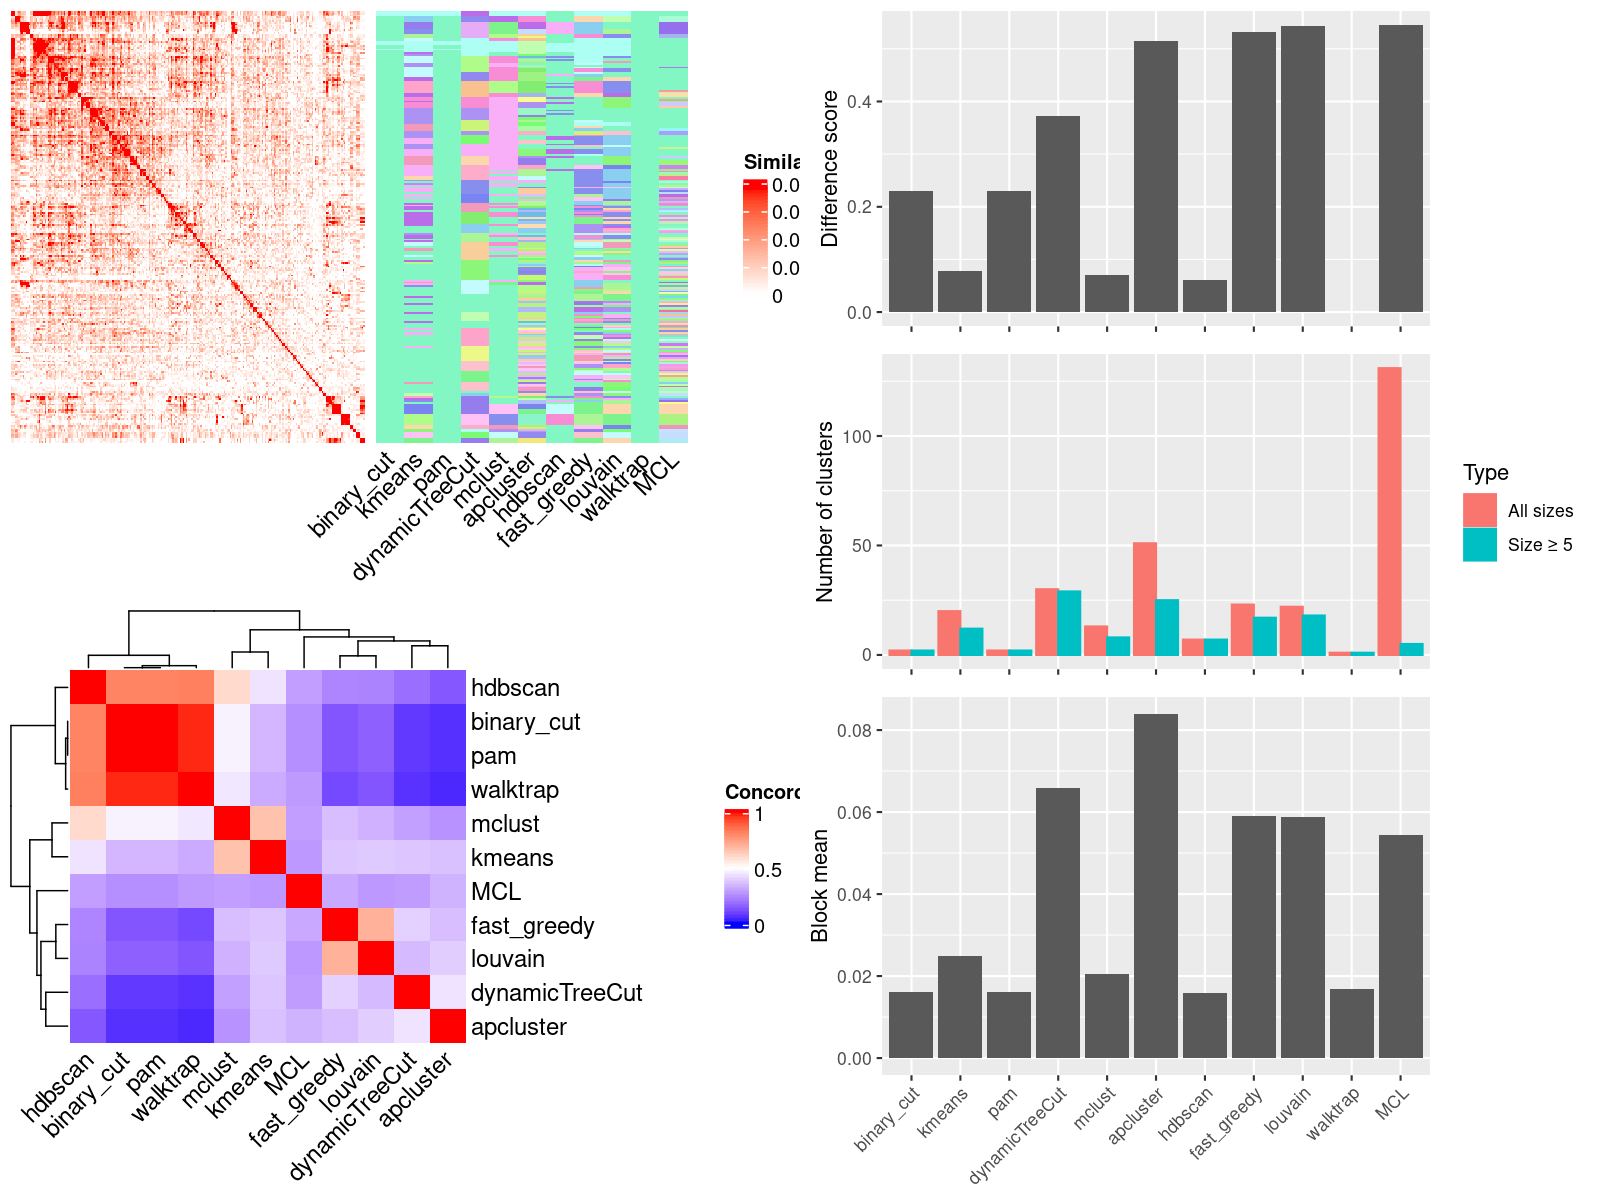 Simila
0.0
0.0
0.0
0.0
0
binary_cut
kmeans
pam
dynamicTreeCut
mclust
apcluster
hdbscan
fast_greedy
louvain
walktrap
MCL
hdbscan
binary_cut
pam
walktrap
mclust
kmeans
MCL
fast_greedy
louvain
dynamicTreeCut
apcluster
hdbscan
binary_cut
pam
walktrap
mclust
kmeans
MCL
fast_greedy
louvain
dynamicTreeCut
apcluster
Concord
1
0.5
0
Difference score
0.4
0.2
0.0
Number of clusters
100
50
0
Type
All sizes
Size ≥ 5
Block mean
0.08
0.06
0.04
0.02
0.00
binary_cut
kmeans
pam
dynamicTreeCut
mclust
apcluster
hdbscan
fast_greedy
louvain
walktrap
MCL